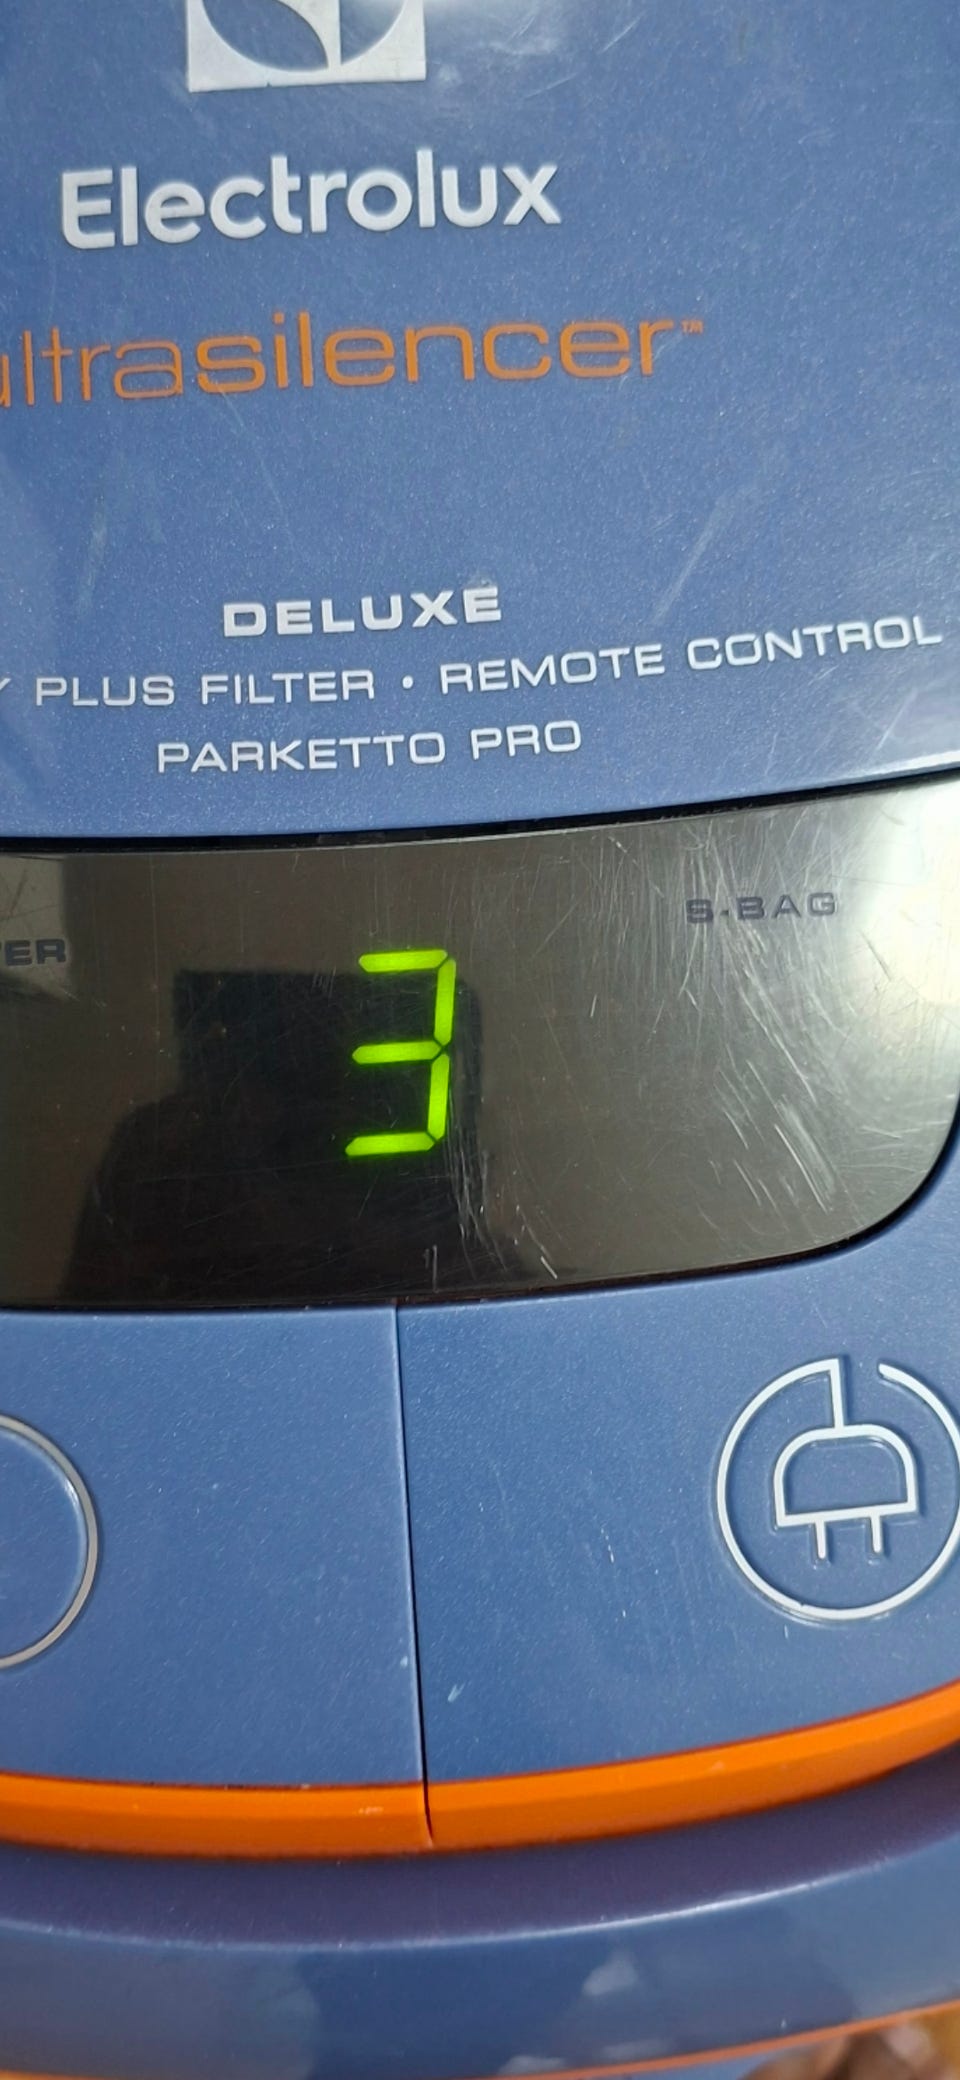 Electrolux
ultrasilencer™
DELUXE
PLUS FILTER • REMOTE CONTROL
PARKETTO PRO
S-BAG
3